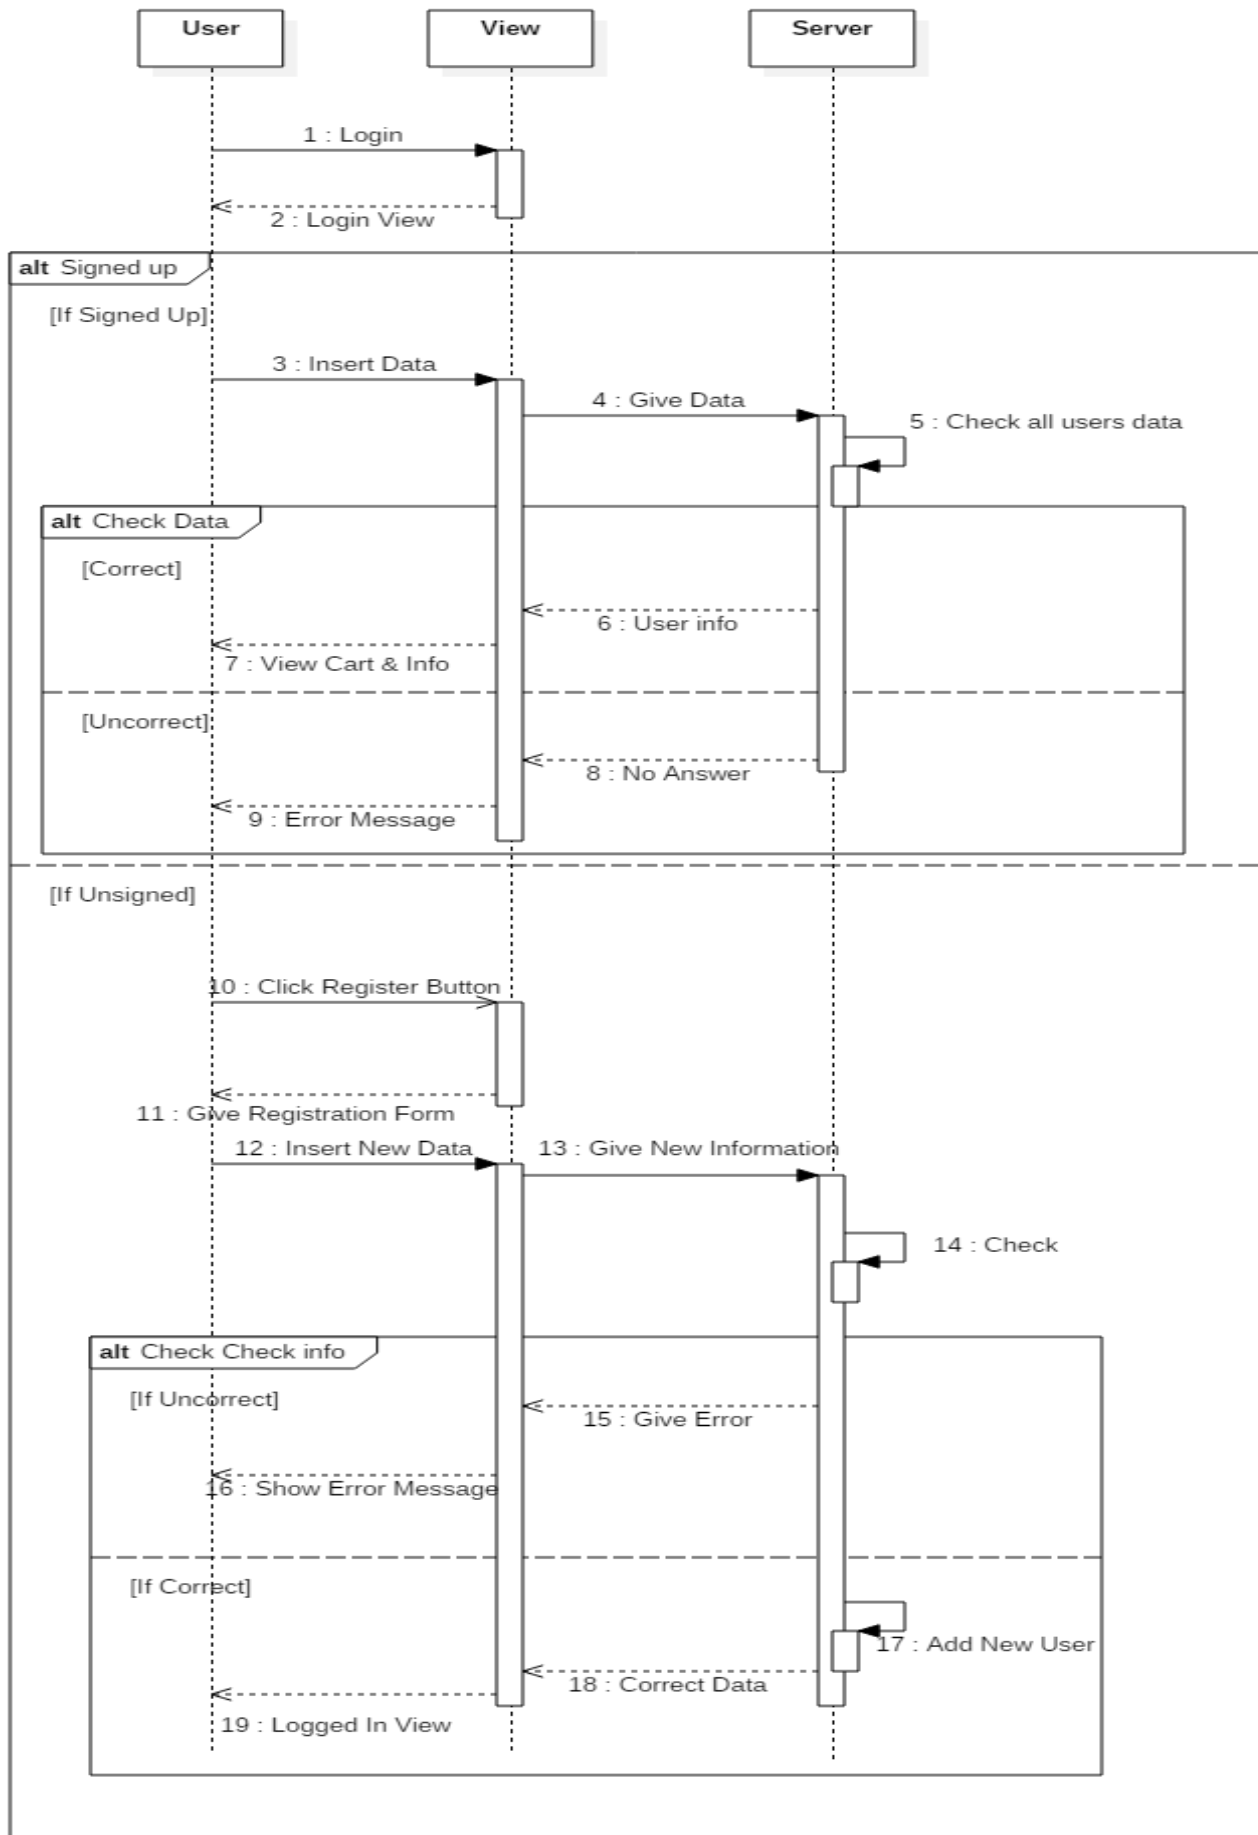 User
View
Server
1 : Login
2 : Login View
alt Signed up
[If Signed Up]
3 : Insert Data
4 : Give Data
5 : Check all users data
alt Check Data
[Correct]
6 : User info
7 : View Cart & Info
[Uncorrect]
8 : No Answer
9 : Error Message
[If Unsigned]
10 : Click Register Button
11 : Give Registration Form
12 : Insert New Data
13 : Give New Information
14 : Check
alt Check Check info
[If Uncorrect]
15 : Give Error
16 : Show Error Message
[If Correct]
17 : Add New User
18 : Correct Data
19 : Logged In View